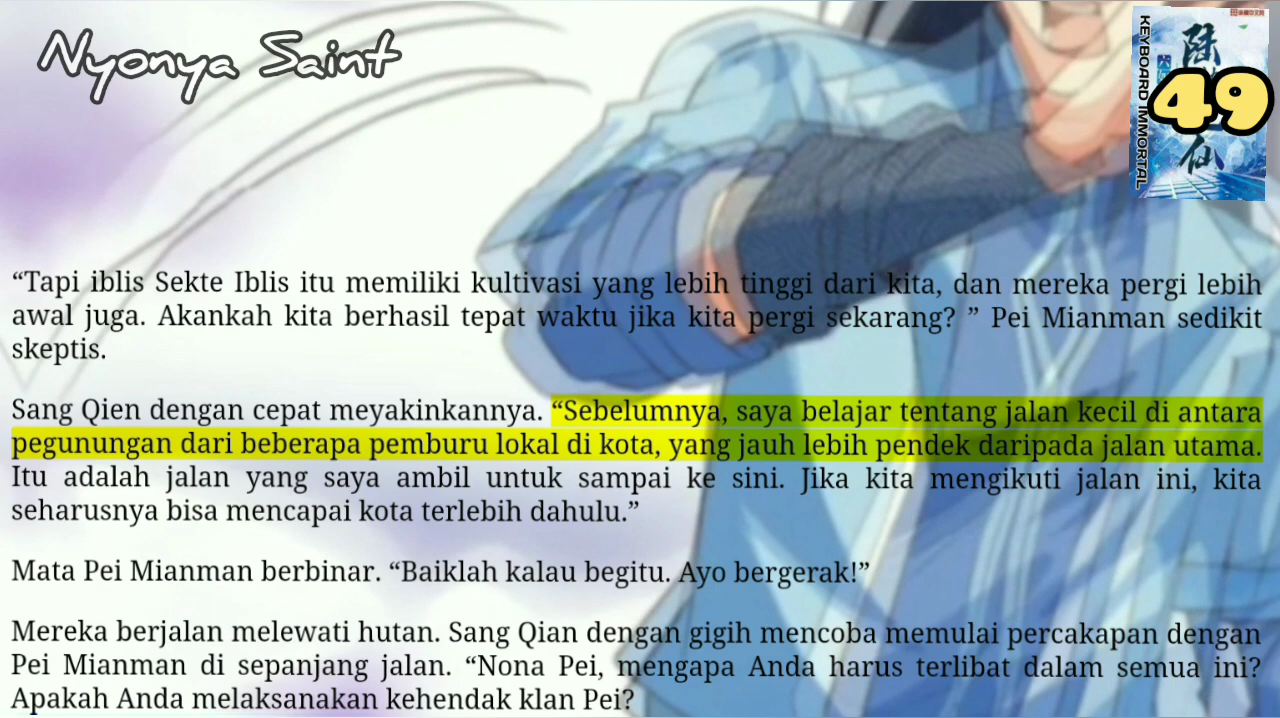 Nyonya Saint
KEYBOARD IMMORTAL
49
“Tapi iblis Sekte Iblis itu memiliki kultivasi yang lebih tinggi dari kita, dan mereka pergi lebih
awal juga. Akankah kita berhasil tepat waktu jika kita pergi sekarang? ” Pei Mianman sedikit
skeptis.
Sang Qien dengan cepat meyakinkannya. “Sebelumnya, saya belajar tentang jalan kecil di antara
pegunungan dari beberapa pemburu lokal di kota, yang jauh lebih pendek daripada jalan utama.
Itu adalah jalan yang saya ambil untuk sampai ke sini. Jika kita mengikuti jalan ini, kita
seharusnya bisa mencapai kota terlebih dahulu.”
Mata Pei Mianman berbinar. “Baiklah kalau begitu. Ayo bergerak!”
Mereka berjalan melewati hutan. Sang Qian dengan gigih mencoba memulai percakapan dengan
Pei Mianman di sepanjang jalan. “Nona Pei, mengapa Anda harus terlibat dalam semua ini?
Apakah Anda melaksanakan kehendak klan Pei?